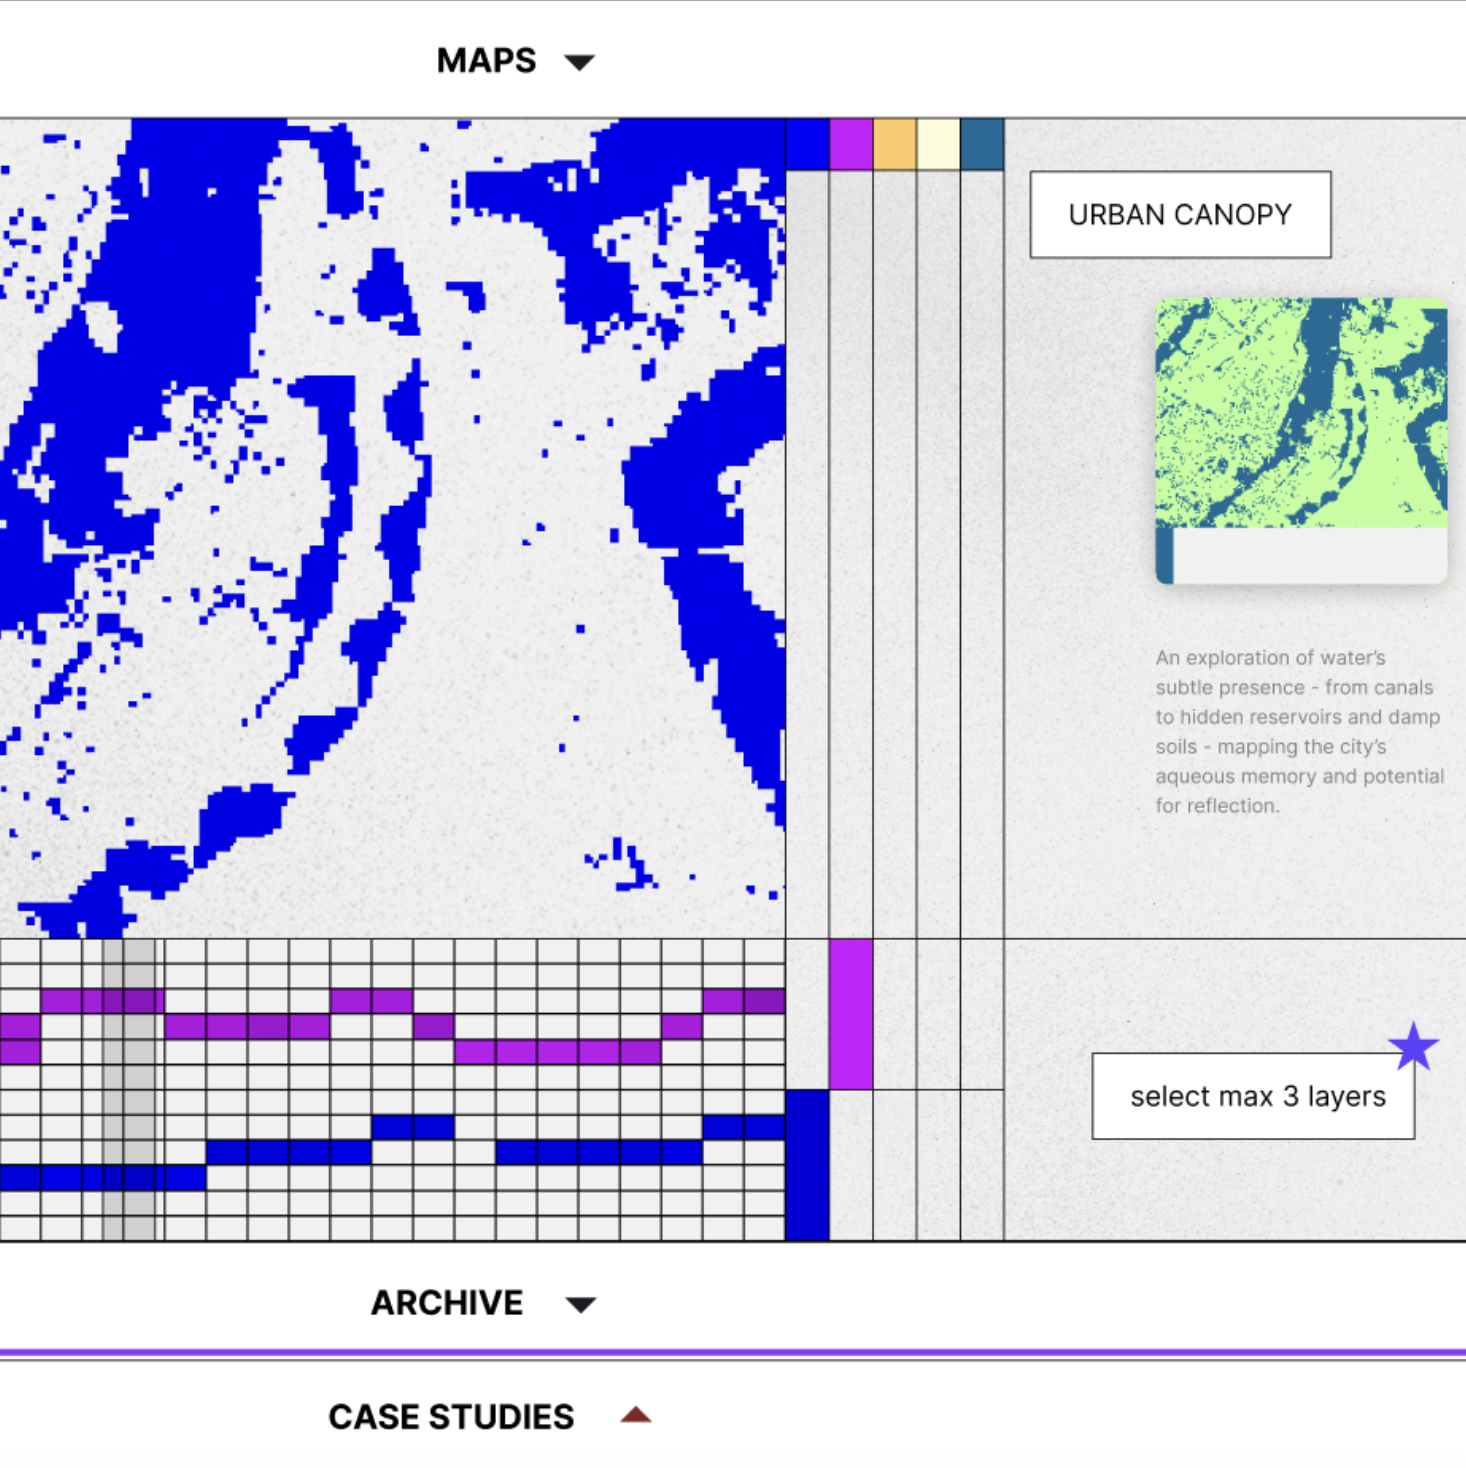 MAPS
URBAN CANOPY
An exploration of water’s
subtle presence - from canals
to hidden reservoirs and damp
soils - mapping the city’s
aqueous memory and potential
for reflection.
select max 3 layers
ARCHIVE
CASE STUDIES